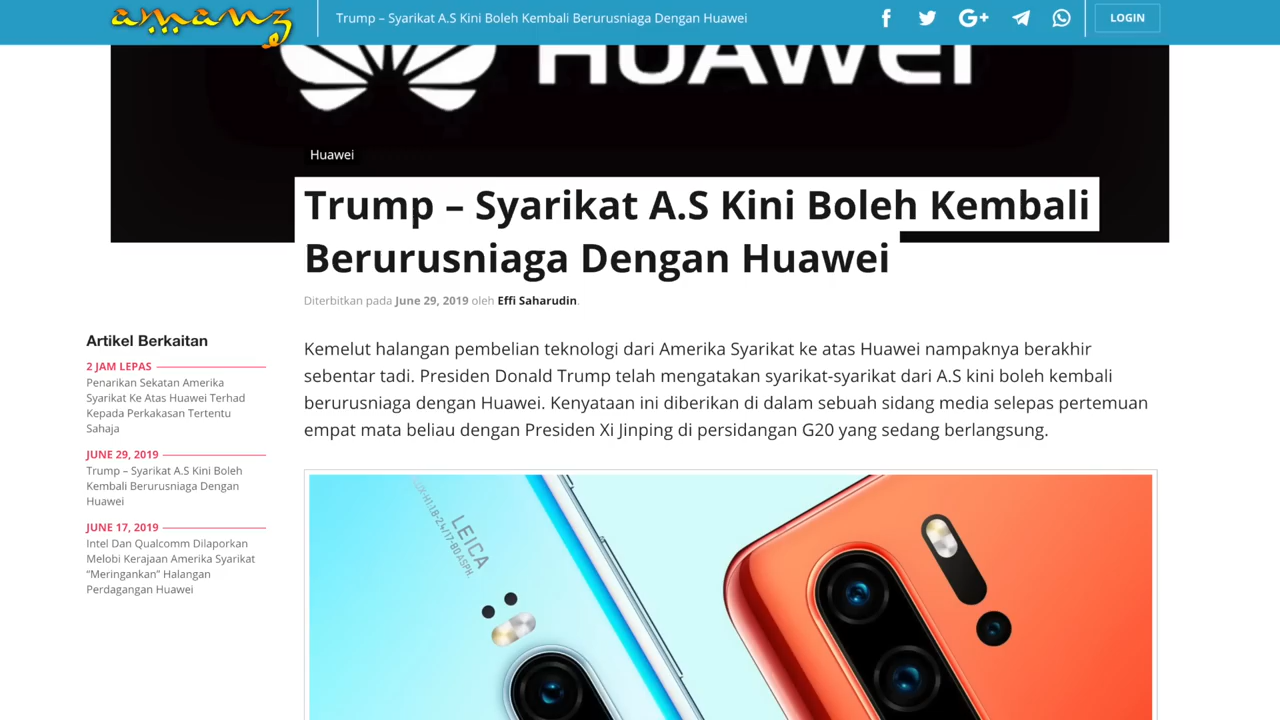 amanz
Trump – Syarikat A.S Kini Boleh Kembali Berurusniaga Dengan Huawei
LOGIN
HUAWEI
Huawei
Trump – Syarikat A.S Kini Boleh Kembali
Berurusniaga Dengan Huawei
Diterbitkan pada June 29, 2019 oleh Effi Saharudin.
Artikel Berkaitan
2 JAM LEPAS
Penarikan Sekatan Amerika
Syarikat Ke Atas Huawei Terhad
Kepada Perkakasan Tertentu
Sahaja
JUNE 29, 2019
Trump – Syarikat A.S Kini Boleh
Kembali Berurusniaga Dengan
Huawei
JUNE 17, 2019
Intel Dan Qualcomm Dilaporkan
Melobi Kerajaan Amerika Syarikat
“Meringankan” Halangan
Perdagangan Huawei
Kemelut halangan pembelian teknologi dari Amerika Syarikat ke atas Huawei nampaknya berakhir
sebentar tadi. Presiden Donald Trump telah mengatakan syarikat-syarikat dari A.S kini boleh kembali
berurusniaga dengan Huawei. Kenyataan ini diberikan di dalam sebuah sidang media selepas pertemuan
empat mata beliau dengan Presiden Xi Jinping di persidangan G20 yang sedang berlangsung.
LEICA